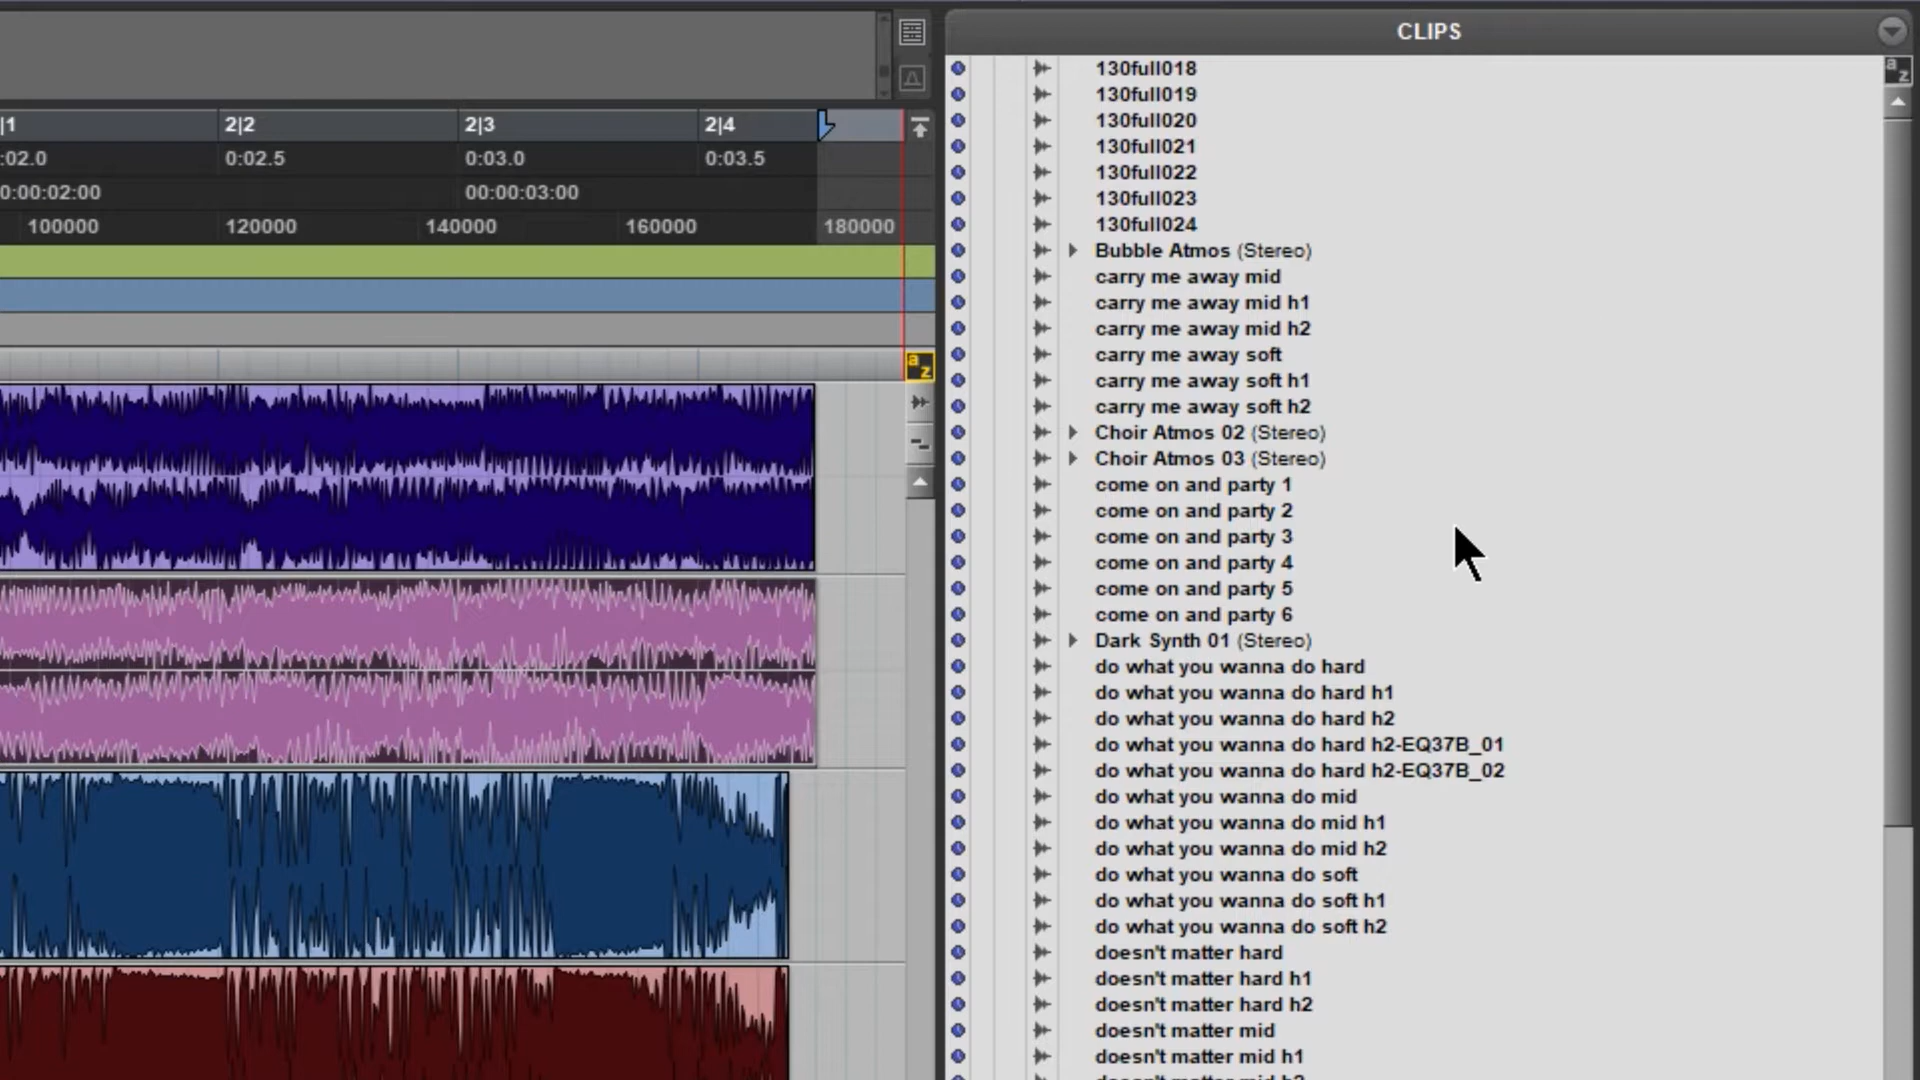 CLIPS
a z
|1 2|2 2|3 2|4
:02.0 0:02.5 0:03.0 0:03.5
0:00:02:00 00:00:03:00
100000 120000 140000 160000 180000
a z
130full018
130full019
130full020
130full021
130full022
130full023
130full024
Bubble Atmos (Stereo)
carry me away mid
carry me away mid h1
carry me away mid h2
carry me away soft
carry me away soft h1
carry me away soft h2
Choir Atmos 02 (Stereo)
Choir Atmos 03 (Stereo)
come on and party 1
come on and party 2
come on and party 3
come on and party 4
come on and party 5
come on and party 6
Dark Synth 01 (Stereo)
do what you wanna do hard
do what you wanna do hard h1
do what you wanna do hard h2
do what you wanna do hard h2-EQ37B_01
do what you wanna do hard h2-EQ37B_02
do what you wanna do mid
do what you wanna do mid h1
do what you wanna do mid h2
do what you wanna do soft
do what you wanna do soft h1
do what you wanna do soft h2
doesn't matter hard
doesn't matter hard h1
doesn't matter hard h2
doesn't matter mid
doesn't matter mid h1